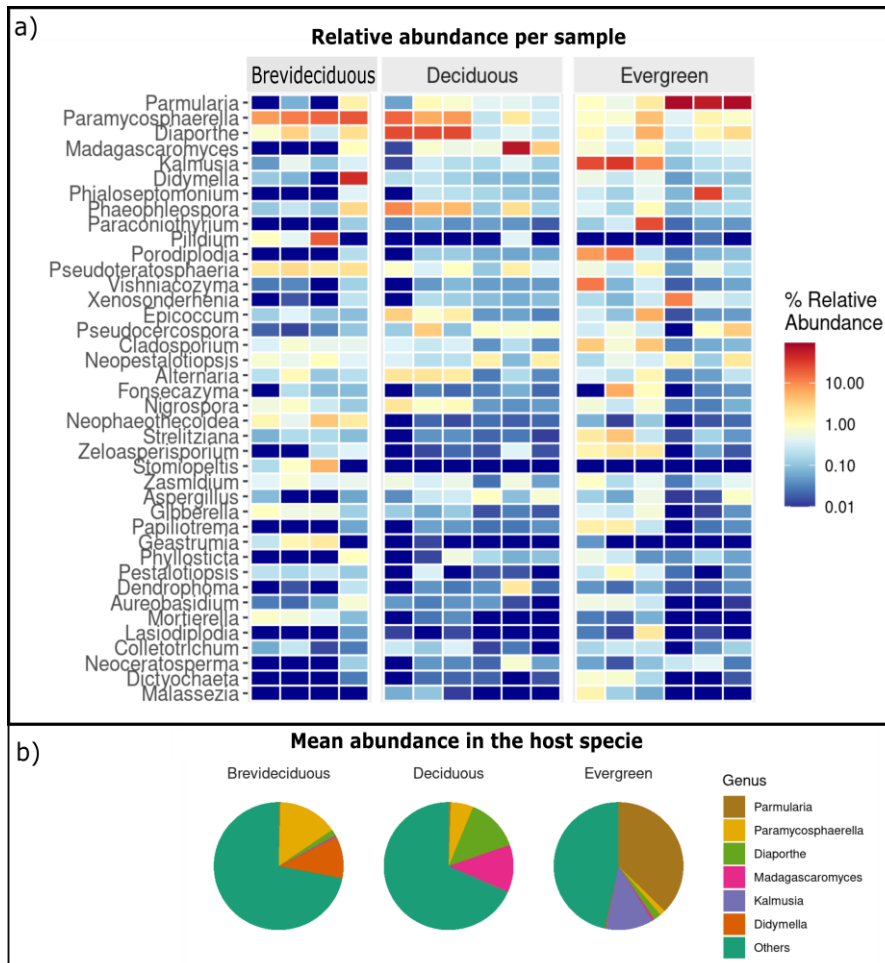 a)
Relative abundance per sample
Brevideciduous Deciduous Evergreen
Parmularia
Paramycosphaerella
Diaporthe
Madagascaromyces
Kalmusia
Didymella
Phialoseptomonium
Phaeophleospora
Paraconiothyrium
Pilidium
Porodiplodia
Pseudoteratosphaeria
Vishniacozyma
Xenosonderhenia
Epicoccum
Pseudocercospora
Cladosporium
Neopestalotiopsis
Alternaria
Fonsecazyma
Nigrospora
Neophaeothecoidea
Strelitziana
Zeloasperisporium
Stomiopeltis
Zasmidium
Aspergillus
Gibberella
Papiliotrema
Geastrumia
Phyllosticta
Pestalotiopsis
Dendrophoma
Aureobasidium
Mortierella
Lasiodiplodia
Colletotrichum
Neoceratosperma
Dictyochaeta
Malassezia
% Relative
Abundance
10.00
1.00
0.10
0.01
b)
Mean abundance in the host specie
Brevideciduous Deciduous Evergreen
Genus
Parmularia
Paramycosphaerella
Diaporthe
Madagascaromyces
Kalmusia
Didymella
Others